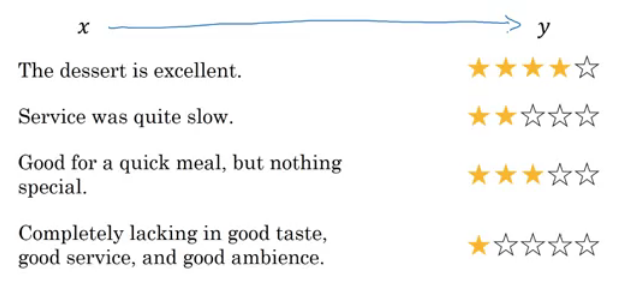 x y
The dessert is excellent.
Service was quite slow.
Good for a quick meal, but nothing
special.
Completely lacking in good taste,
good service, and good ambience.